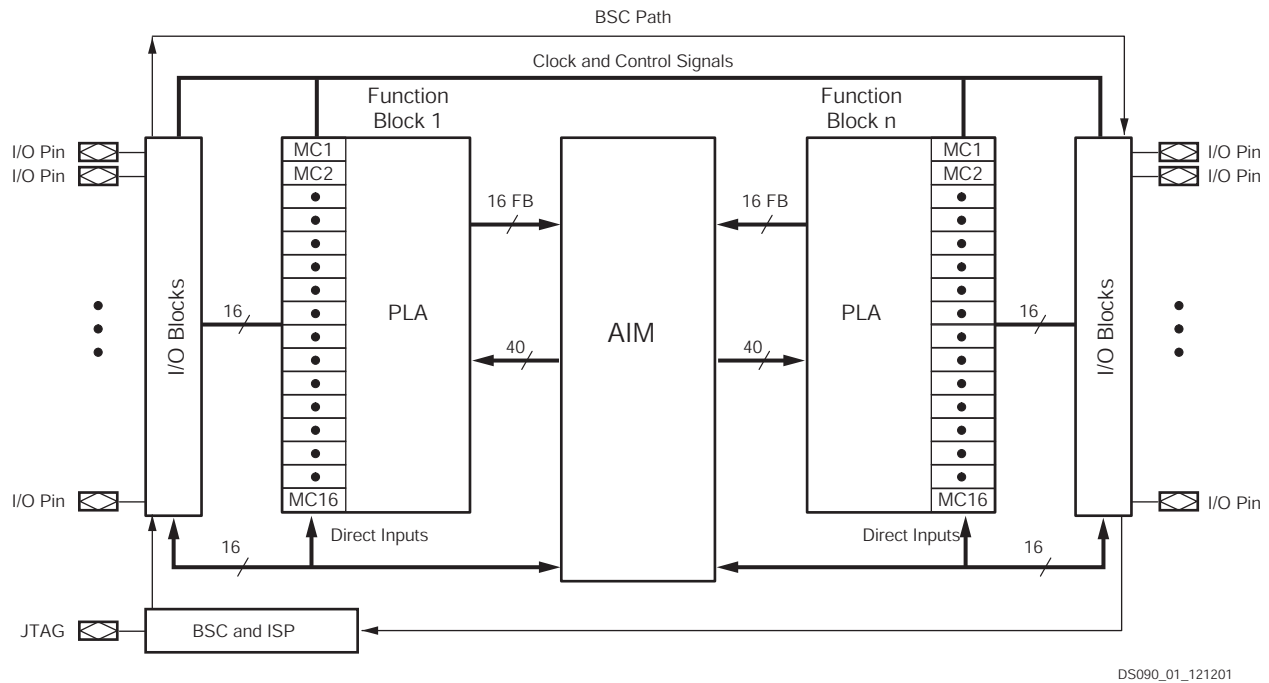 BSC Path
Clock and Control Signals
Function
Block 1
Function
Block n
I/O Pin
I/O Pin
I/O Pin
I/O Blocks
16
MC1
MC2
MC16
PLA
16 FB
40
AIM
16 FB
40
PLA
MC1
MC2
MC16
16
I/O Blocks
I/O Pin
I/O Pin
I/O Pin
Direct Inputs
16
Direct Inputs
16
JTAG
BSC and ISP
DS090_01_121201